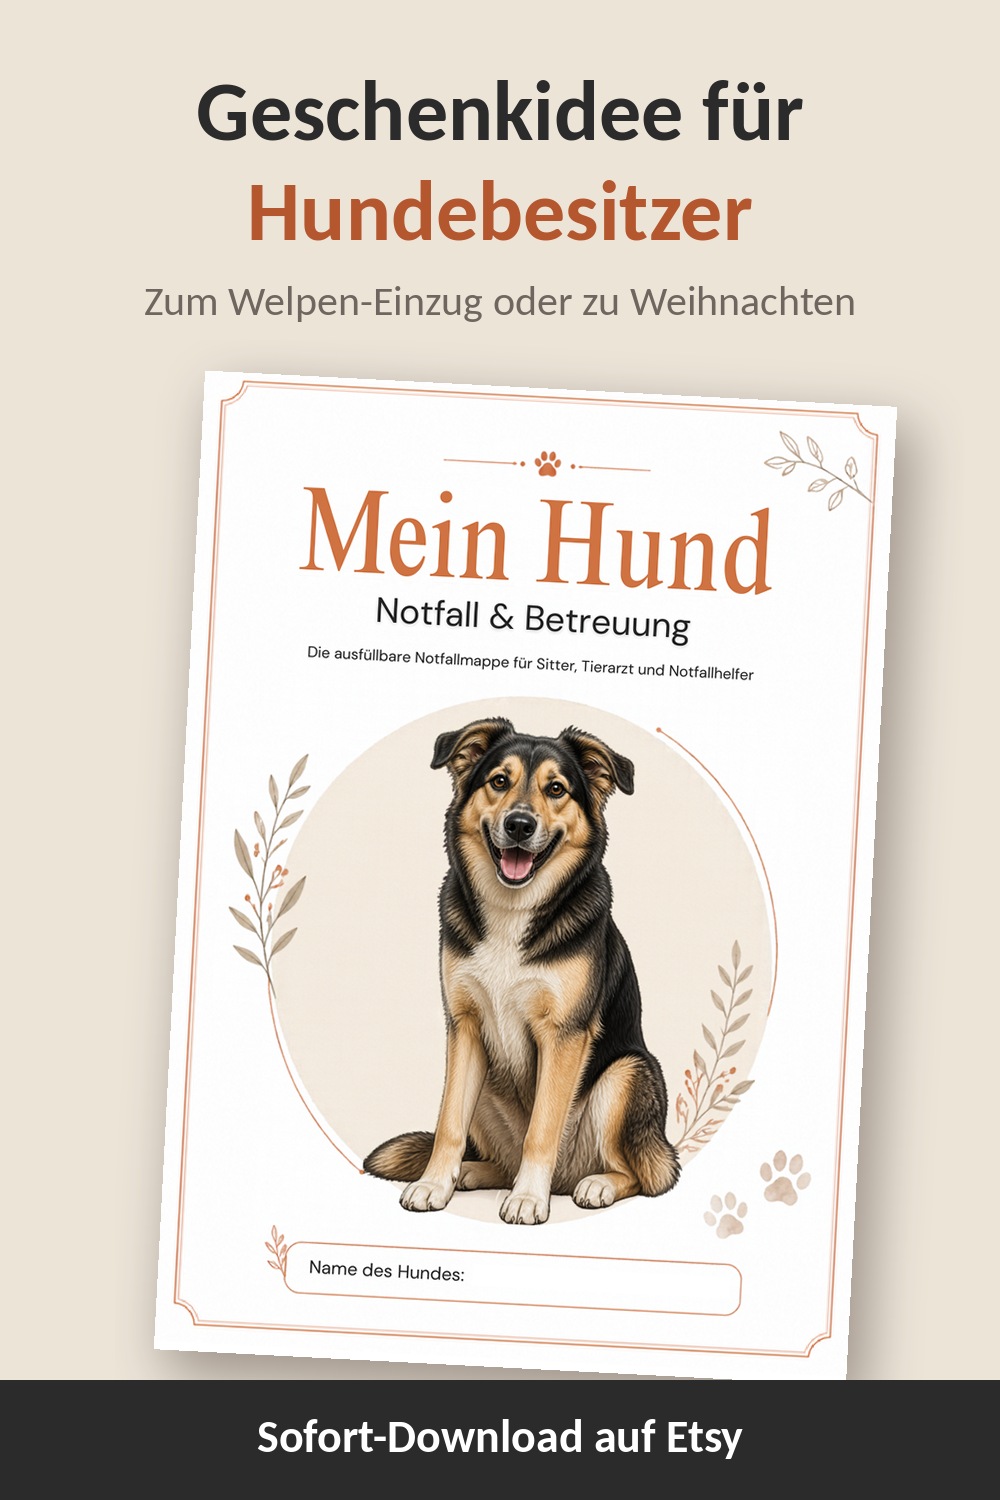 Geschenkidee für
Hundebesitzer
Zum Welpen-Einzug oder zu Weihnachten
Mein Hund
Notfall & Betreuung
Die ausfüllbare Notfallmappe für Sitter, Tierarzt und Notfallhelfer
Name des Hundes:
Sofort-Download auf Etsy